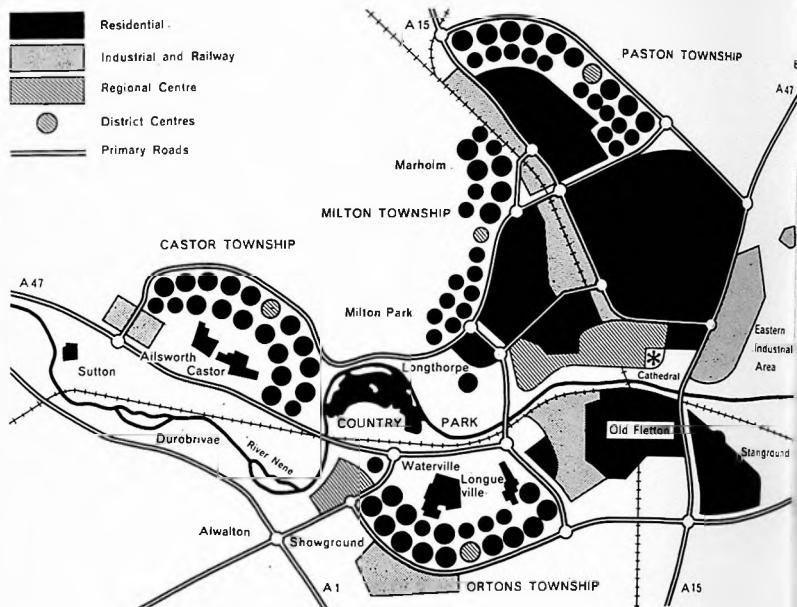 Residential
Industrial and Railway
Regional Centre
District Centres
Primary Roads
A 15
PASTON TOWNSHIP
A 47
Marholm
MILTON TOWNSHIP
CASTOR TOWNSHIP
A 47
Milton Park
Sutton
Ailsworth
Castor
Longthorpe
Cathedral
Eastern
Industrial
Area
COUNTRY PARK
Old Fletton
Stanground
Durobrivae
River Nene
Waterville
Longue
ville
Alwalton
Showground
A 1
ORTONS TOWNSHIP
A 15